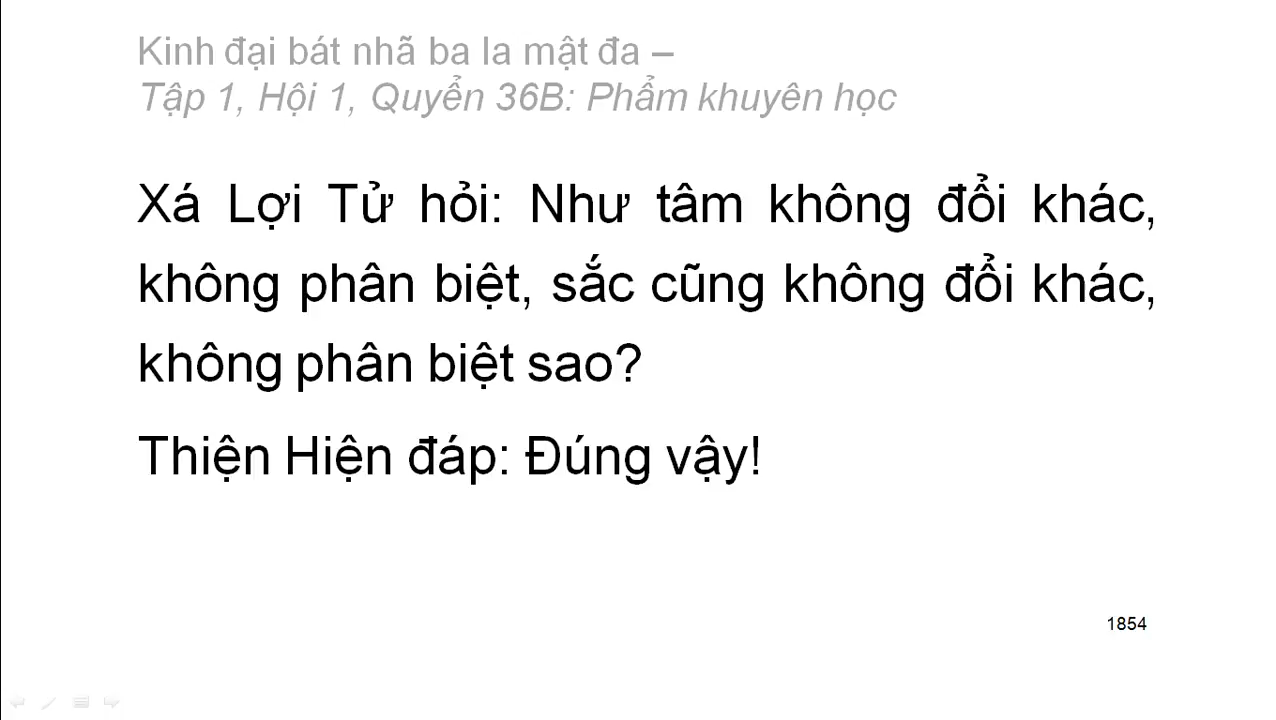 Kinh đại bát nhã ba la mật đa –
Tập 1, Hội 1, Quyển 36B: Phẩm khuyên học
Xá Lợi Tử hỏi: Như tâm không đổi khác,
không phân biệt, sắc cũng không đổi khác,
không phân biệt sao?
Thiện Hiện đáp: Đúng vậy!
1854